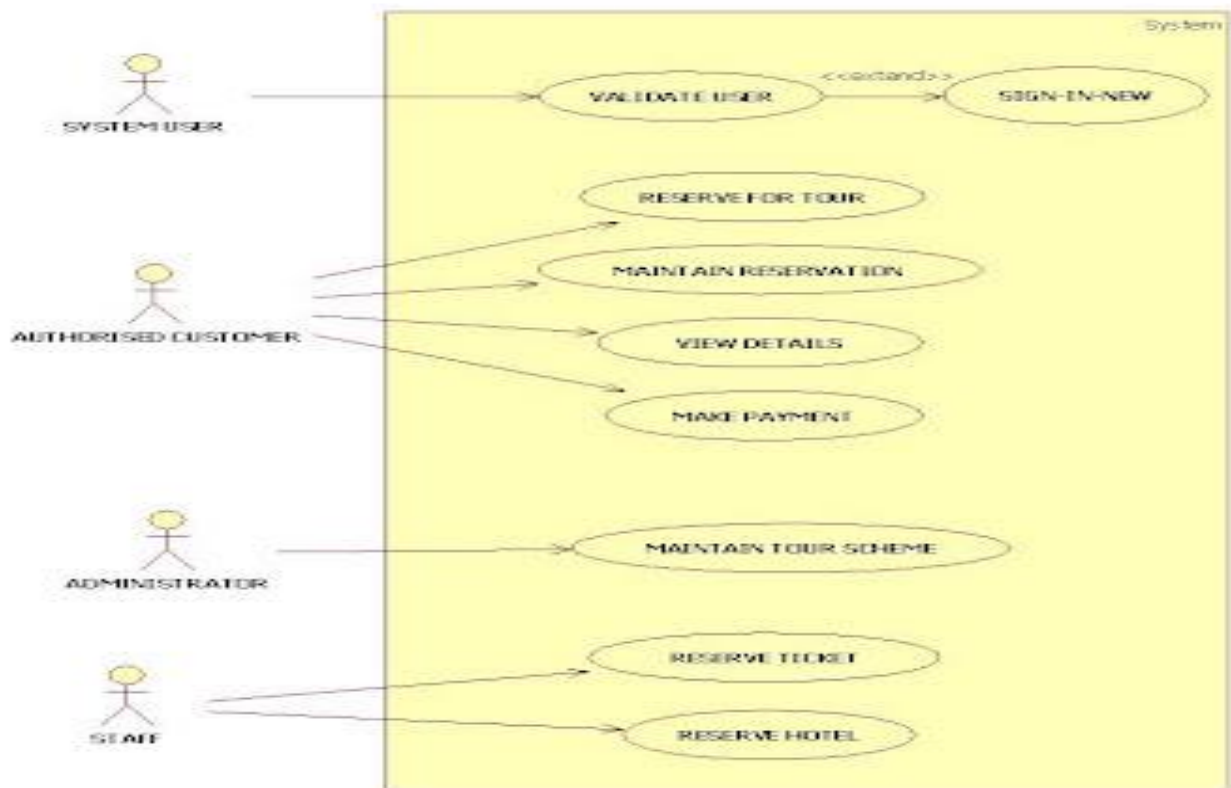 System
<<extend>>
VALIDATE USER
SIGN-IN-NEW
SYSTEM USER
RESERVE FOR TOUR
MAINTAIN RESERVATION
AUTHORISED CUSTOMER
VIEW DETAILS
MAKE PAYMENT
MAINTAIN TOUR SCHEME
ADMINISTRATOR
RESERVE TICKET
STAFF
RESERVE HOTEL